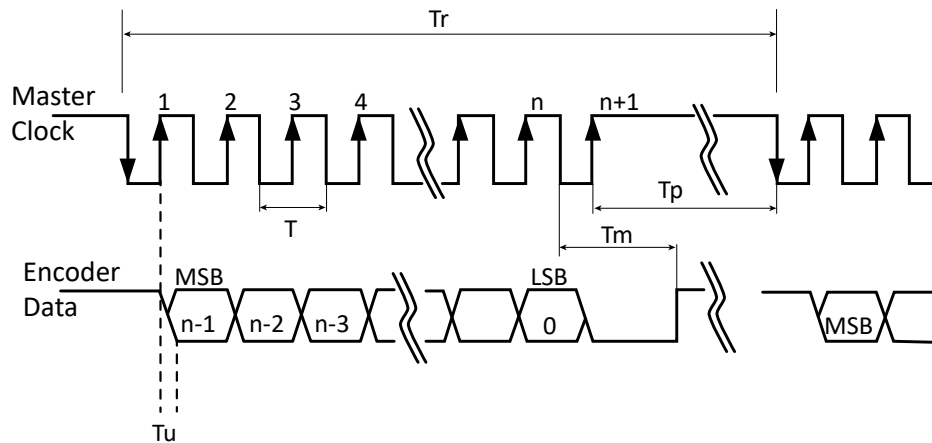 Tr
Master
Clock
1 2 3 4 n n+1
T
Tp
Tm
Encoder
Data
MSB LSB
n-1 n-2 n-3 0 MSB
Tu